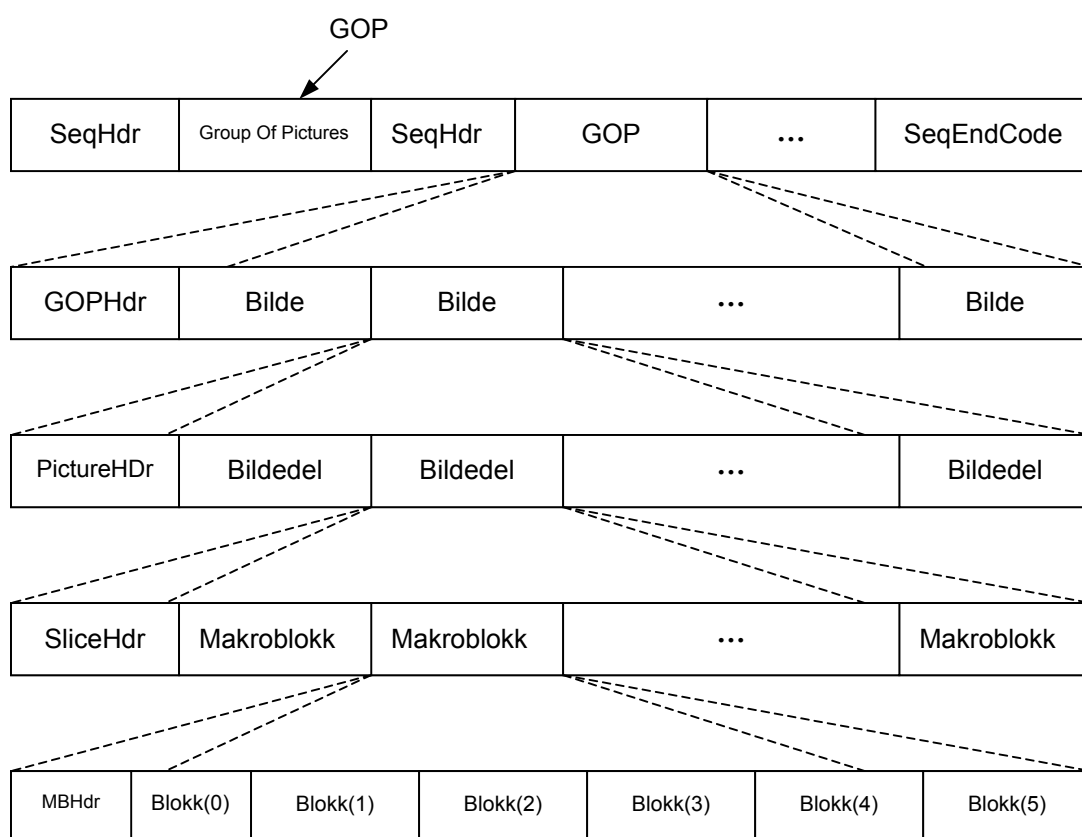 GOP
SeqHdr Group Of Pictures SeqHdr GOP ... SeqEndCode
GOPHdr Bilde Bilde ... Bilde
PictureHDr Bildedel Bildedel ... Bildedel
SliceHdr Makroblokk Makroblokk ... Makroblokk
MBHdr Blokk(0) Blokk(1) Blokk(2) Blokk(3) Blokk(4) Blokk(5)